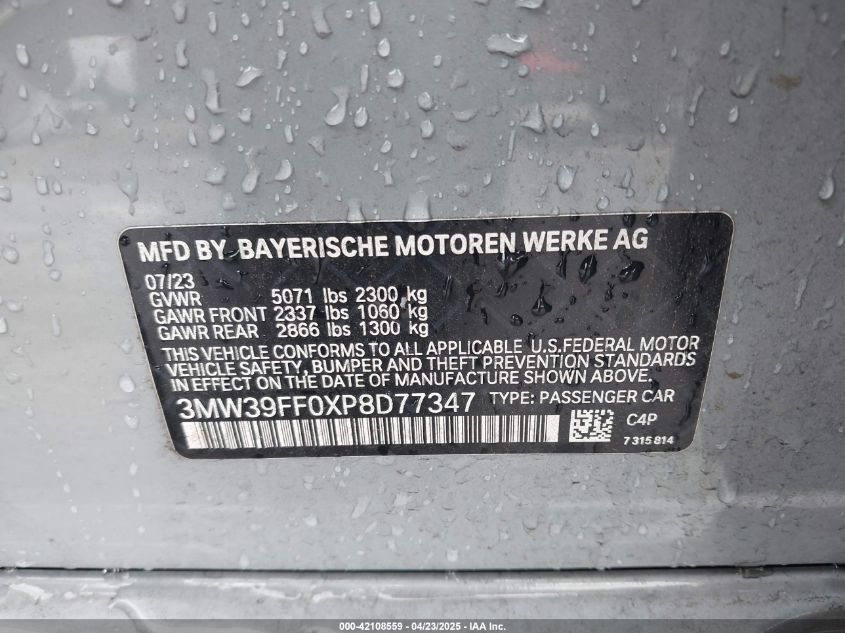 MFD BY BAYERISCHE MOTOREN WERKE AG
07/23
GVWR 5071 lbs 2300 kg
GAWR FRONT 2337 lbs 1060 kg
GAWR REAR 2866 lbs 1300 kg
THIS VEHICLE CONFORMS TO ALL APPLICABLE U.S.FEDERAL MOTOR
VEHICLE SAFETY, BUMPER AND THEFT PREVENTION STANDARDS
IN EFFECT ON THE DATE OF MANUFACTURE SHOWN ABOVE.
3MW39FF0XP8D77347 TYPE: PASSENGER CAR
C4P
7 315 814
000-42108559 - 04/23/2025 - IAA Inc.